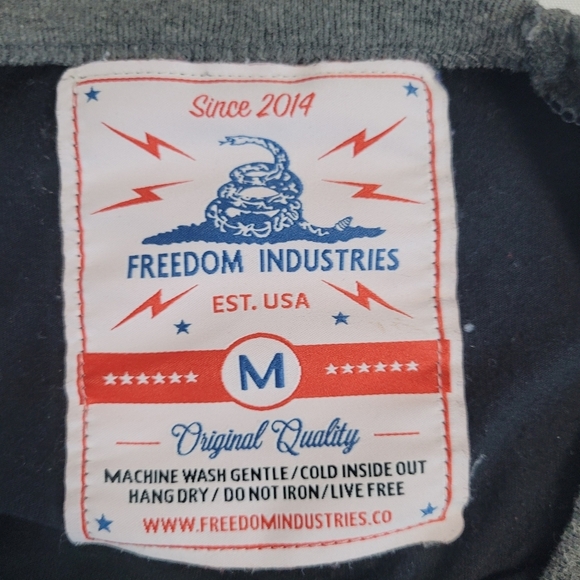 Since 2014
FREEDOM INDUSTRIES
EST. USA
M
Original Quality
MACHINE WASH GENTLE/COLD INSIDE OUT
HANG DRY/DO NOT IRON/LIVE FREE
WWW.FREEDOMINDUSTRIES.CO